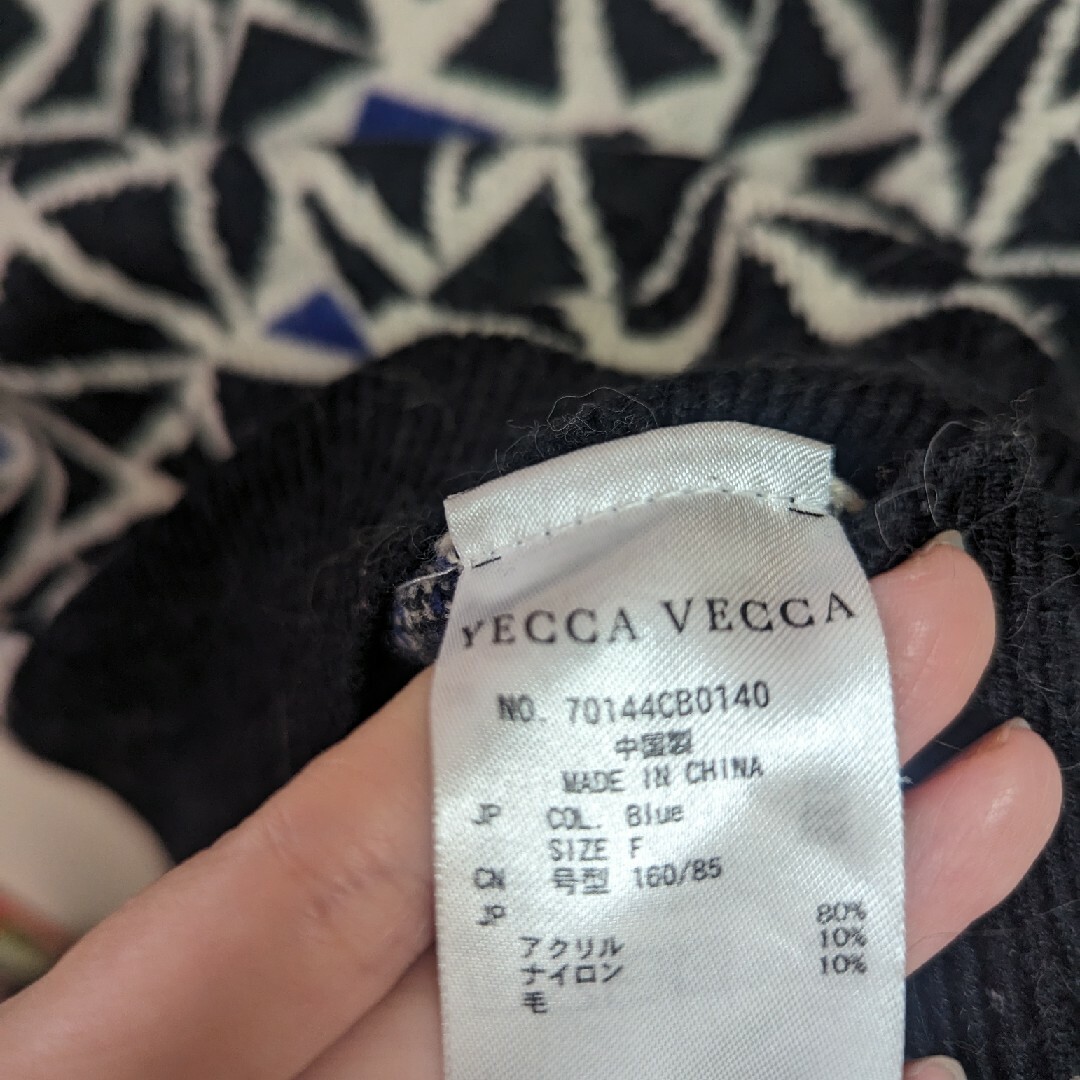 YECCA VECCA
NO. 70144CB0140
中国製
MADE IN CHINA
JP COL. Blue
SIZE F
CN 号型 160/85
JP
アクリル 80%
ナイロン 10%
毛 10%